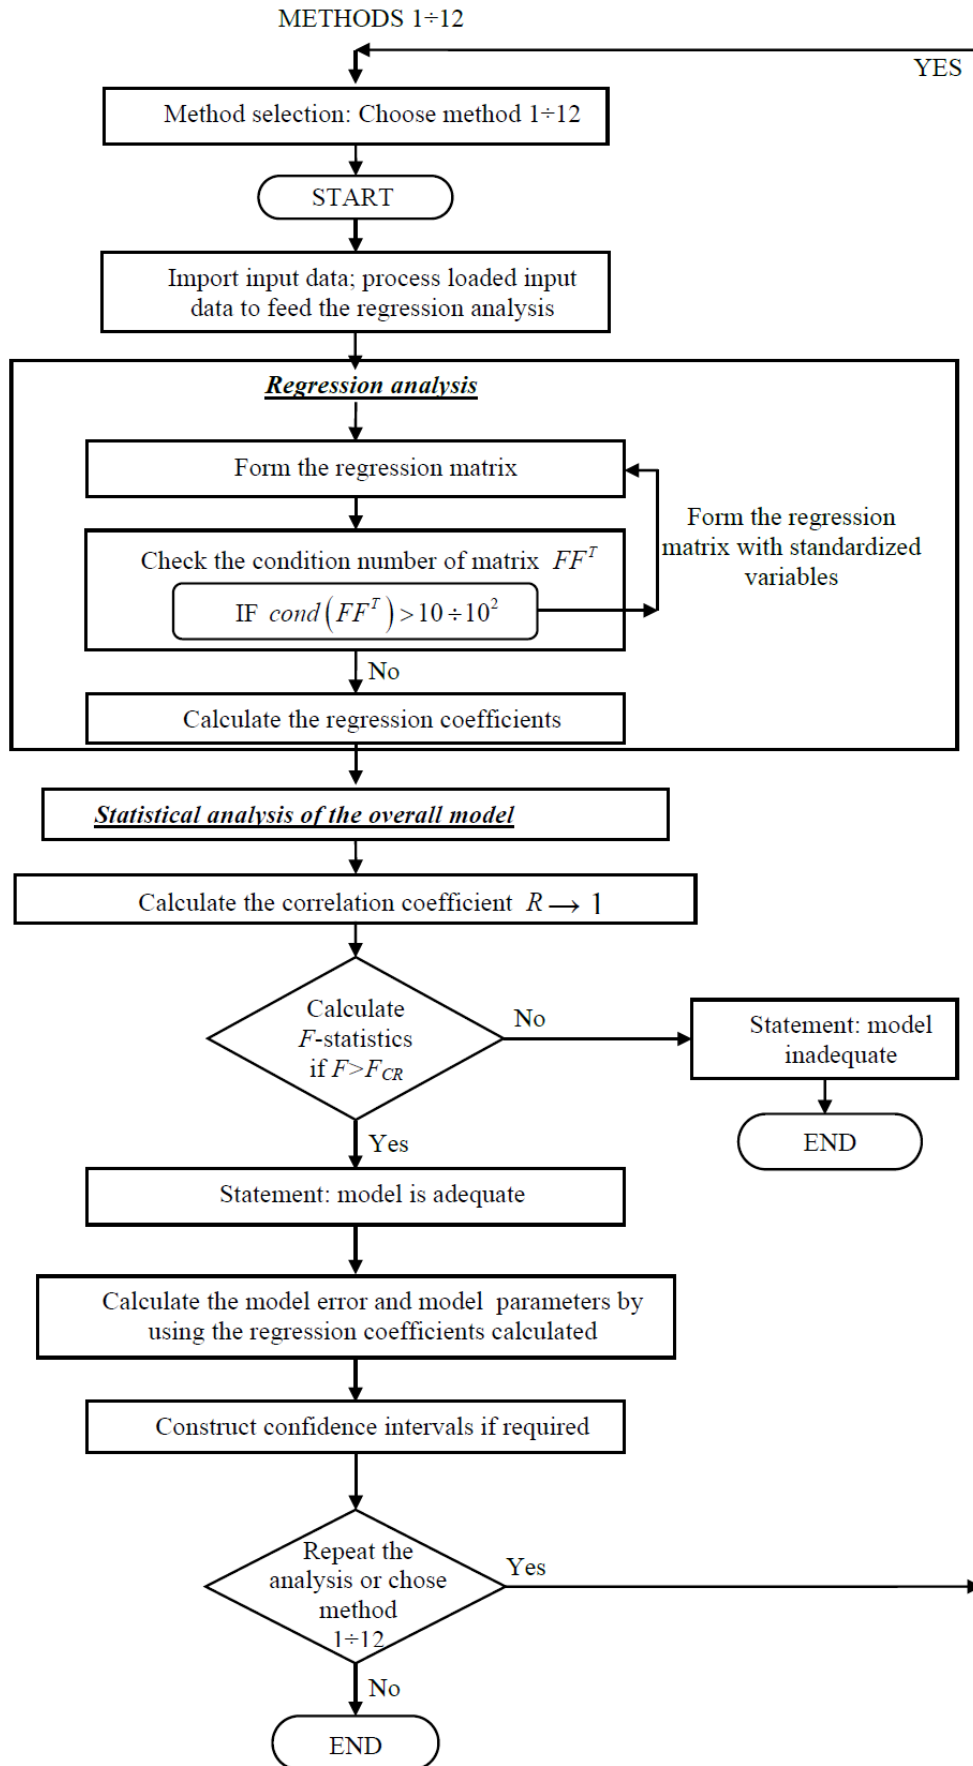 METHODS 1÷12
YES
Method selection: Choose method 1÷12
START
Import input data; process loaded input
data to feed the regression analysis
Regression analysis
Form the regression matrix
Form the regression
matrix with standardized
variables
Check the condition number of matrix FF^T
IF cond(FF^T) > 10 ÷ 10^2
No
Calculate the regression coefficients
Statistical analysis of the overall model
Calculate the correlation coefficient R → 1
Calculate
F-statistics
if F>F_CR
No
Statement: model
inadequate
END
Yes
Statement: model is adequate
Calculate the model error and model parameters by
using the regression coefficients calculated
Construct confidence intervals if required
Repeat the
analysis or chose
method
1÷12
Yes
No
END